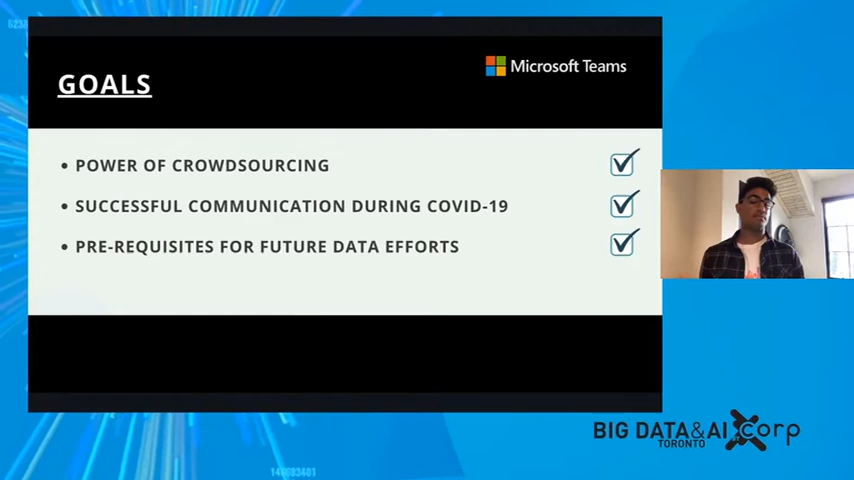 GOALS
Microsoft Teams
• POWER OF CROWDSOURCING
• SUCCESSFUL COMMUNICATION DURING COVID-19
• PRE-REQUISITES FOR FUTURE DATA EFFORTS
BIG DATA&AI
TORONTO
BY
corp